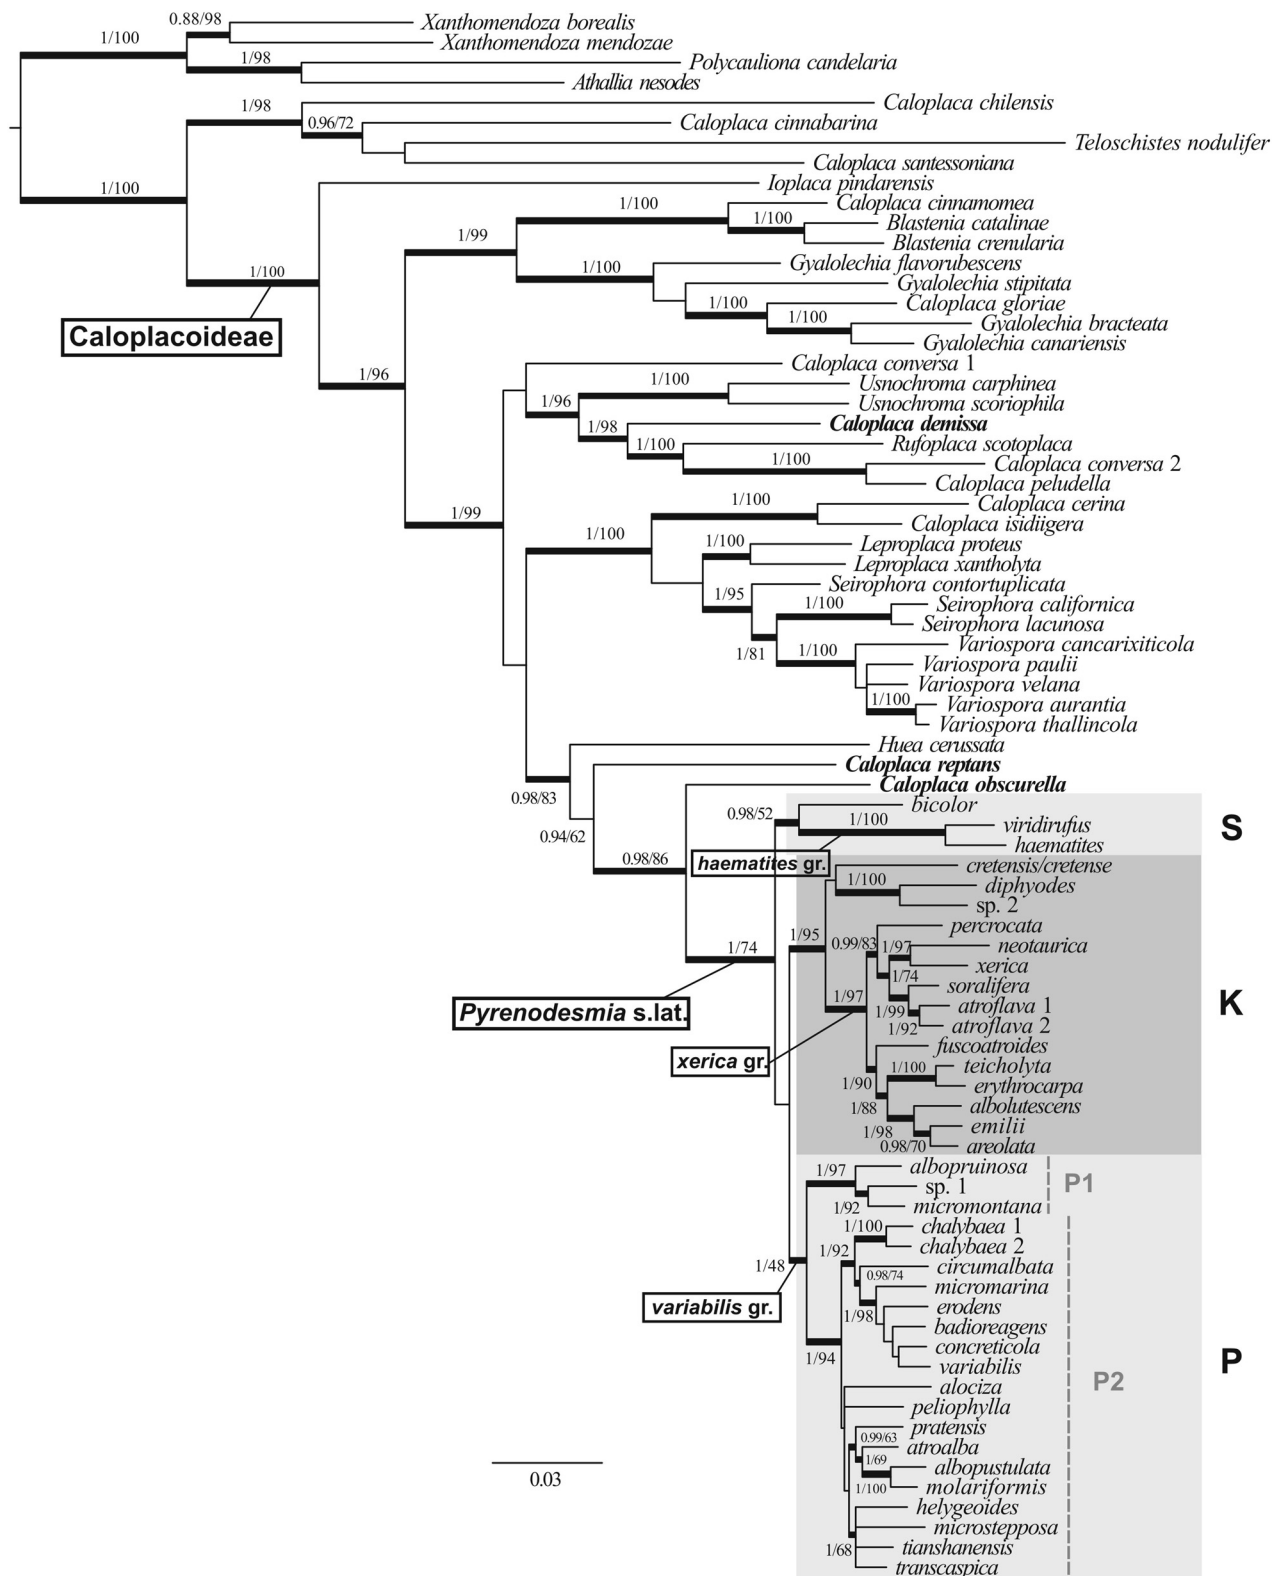 0.88/98
Xanthomendoza borealis
1/100
Xanthomendoza mendozae
1/98
Polycauliona candelaria
Athallia nesodes
1/98
Caloplaca chilensis
0.96/72
Caloplaca cinnabarina
Teloschistes nodulifer
Caloplaca santessoniana
1/100
Ioplaca pindarensis
1/100
Caloplaca cinnamomea
1/100
Blastenia catalinae
1/99
Blastenia crenularia
1/100
Gyalolechia flavorubescens
1/100
Gyalolechia stipitata
1/100
Caloplaca gloriae
1/100
Gyalolechia bracteata
Caloplacoideae
Gyalolechia canariensis
Caloplaca conversa 1
1/96
1/100
Usnochroma carphinea
1/96
Usnochroma scoriophila
1/98
Caloplaca demissa
1/100
Rufoplaca scotoplaca
1/100
Caloplaca conversa 2
Caloplaca peludella
1/99
1/100
Caloplaca cerina
Caloplaca isidiigera
1/100
1/100
Leproplaca proteus
Leproplaca xantholyta
1/95
Seirophora contortuplicata
1/100
Seirophora californica
Seirophora lacunosa
1/81
1/100
Variospora cancarixiticola
Variospora paulii
Variospora velana
1/100
Variospora aurantia
Variospora thallincola
Huea cerussata
Caloplaca reptans
0.98/83
Caloplaca obscurella
0.98/52
bicolor
1/100
viridirufus
S
0.94/62
haematites
0.98/86
haematites gr.
cretensis/cretense
1/100
diphyodes
sp. 2
1/95
percrocata
0.99/83
1/97
neotaurica
1/74
xerica
1/74
soralifera
1/97
K
1/99
atroflava 1
Pyrenodesmia s.lat.
1/92
atroflava 2
fuscoatroides
xerica gr.
1/100
teicholyta
1/90
erythrocarpa
1/88
albolutescens
1/98
emilii
0.98/70
areolata
1/97
albopruinosa
sp. 1
P1
1/92
micromontana
1/100
chalybaea 1
1/92
chalybaea 2
1/48
circumalbata
0.98/74
micromarina
variabilis gr.
1/98
erodens
badioreagens
1/94
concreticola
P
variabilis
alociza
P2
peliophylla
pratensis
0.99/63
atroalba
1/69
albopustulata
0.03
1/100
molariformis
helygeoides
microstepposa
1/68
tianshanensis
transcaspica